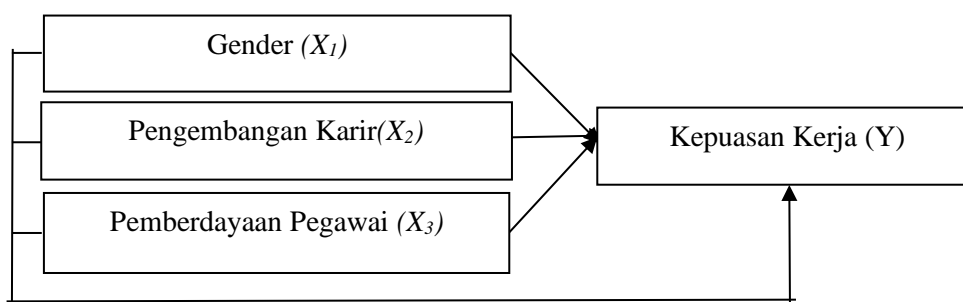 Gender (X₁)
Pengembangan Karir(X₂)
Kepuasan Kerja (Y)
Pemberdayaan Pegawai (X₃)